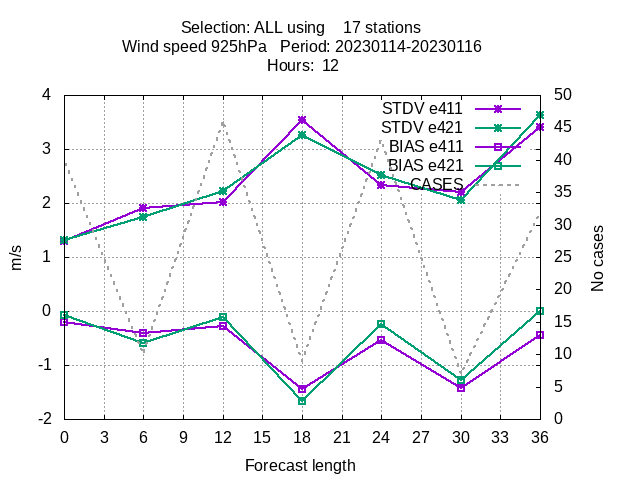 Selection: ALL using 17 stations
Wind speed 925hPa Period: 20230114-20230116
Hours: 12
STDV e411
STDV e421
BIAS e411
BIAS e421
CASES
4
3
2
1
0
-1
-2
m/s
50
45
40
35
30
25
20
15
10
5
0
No cases
0 3 6 9 12 15 18 21 24 27 30 33 36
Forecast length